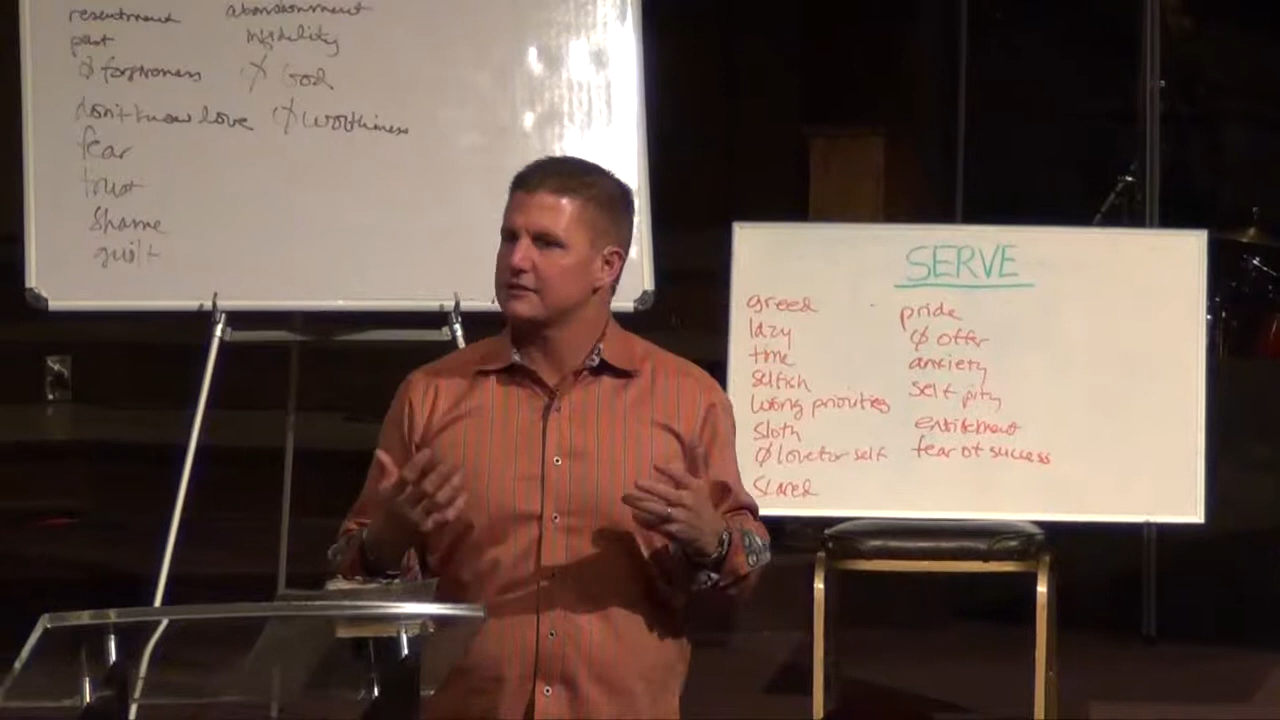 resentment abandonment
past infidelity
∅ forgiveness ∅ God
don't know love ∅ worthiness
fear
trust
shame
guilt
SERVE
greed
lazy
time
selfish
wrong priorities
sloth
∅ love for self
scared
pride
∅ offer
anxiety
self pity
entitlement
fear of success